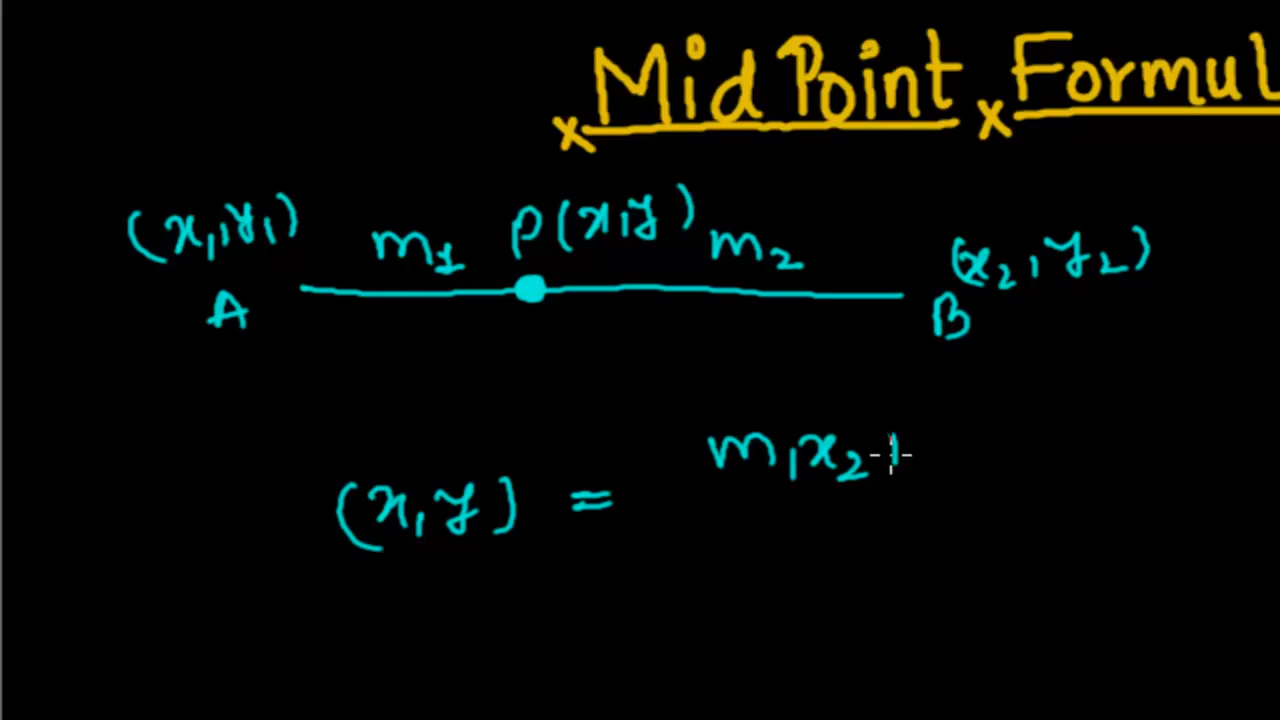 Mid Point Formul
(x₁,y₁) m₁ P(x,y) m₂ (x₂,y₂)
A B
(x,y) = m₁x₂